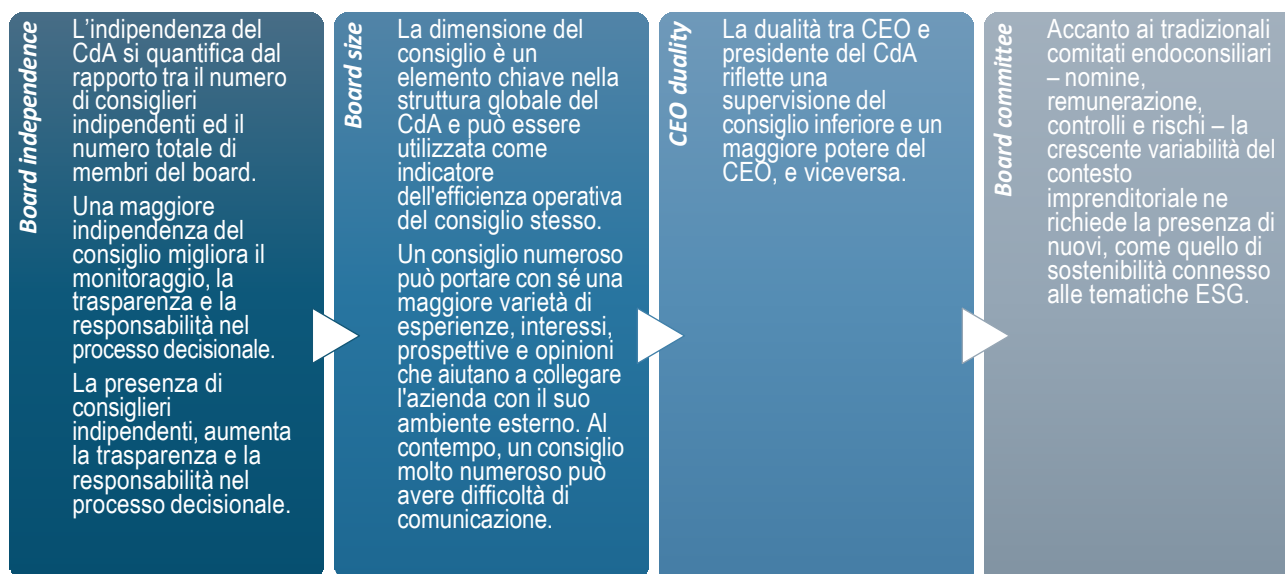 Board independence
L'indipendenza del
CdA si quantifica dal
rapporto tra il numero
di consiglieri
indipendenti ed il
numero totale di
membri del board.
Una maggiore
indipendenza del
consiglio migliora il
monitoraggio, la
trasparenza e la
responsabilità nel
processo decisionale.
La presenza di
consiglieri
indipendenti, aumenta
la trasparenza e la
responsabilità nel
processo decisionale.
Board size
La dimensione del
consiglio è un
elemento chiave nella
struttura globale del
CdA e può essere
utilizzata come
indicatore
dell'efficienza operativa
del consiglio stesso.
Un consiglio numeroso
può portare con sé una
maggiore varietà di
esperienze, interessi,
prospettive e opinioni
che aiutano a collegare
l'azienda con il suo
ambiente esterno. Al
contempo, un consiglio
molto numeroso può
avere difficoltà di
comunicazione.
CEO duality
La dualità tra CEO e
presidente del CdA
riflette una
supervisione del
consiglio inferiore e un
maggiore potere del
CEO, e viceversa.
Board committee
Accanto ai tradizionali
comitati endoconsiliari
– nomine,
remunerazione,
controlli e rischi – la
crescente variabilità del
contesto
imprenditoriale ne
richiede la presenza di
nuovi, come quello di
sostenibilità connesso
alle tematiche ESG.